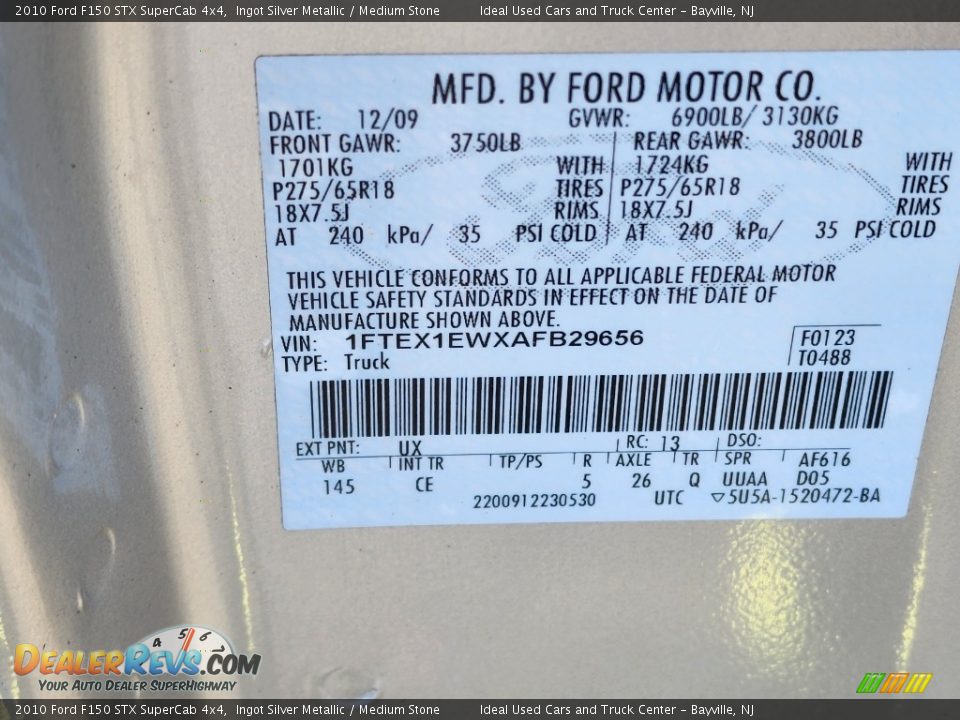 2010 Ford F150 STX SuperCab 4x4, Ingot Silver Metallic / Medium Stone Ideal Used Cars and Truck Center – Bayville, NJ
MFD. BY FORD MOTOR CO.
DATE: 12/09 GVWR: 6900LB/ 3130KG
FRONT GAWR: 3750LB REAR GAWR: 3800LB
1701KG WITH 1724KG WITH
P275/65R18 TIRES P275/65R18 TIRES
18X7.5J RIMS 18X7.5J RIMS
AT 240 kPa/ 35 PSI COLD AT 240 kPa/ 35 PSI COLD
THIS VEHICLE CONFORMS TO ALL APPLICABLE FEDERAL MOTOR
VEHICLE SAFETY STANDARDS IN EFFECT ON THE DATE OF
MANUFACTURE SHOWN ABOVE.
VIN: 1FTEX1EWXAFB29656 F0123
TYPE: Truck T0488
EXT PNT: UX RC: 13 DSO:
WB INT TR TP/PS R AXLE TR SPR AF616
145 CE 5 26 Q UUAA D05
2200912230530 UTC ▽5U5A-1520472-BA
4 5 6
DEALERREVS.COM
YOUR AUTO DEALER SUPERHIGHWAY
2010 Ford F150 STX SuperCab 4x4, Ingot Silver Metallic / Medium Stone Ideal Used Cars and Truck Center – Bayville, NJ